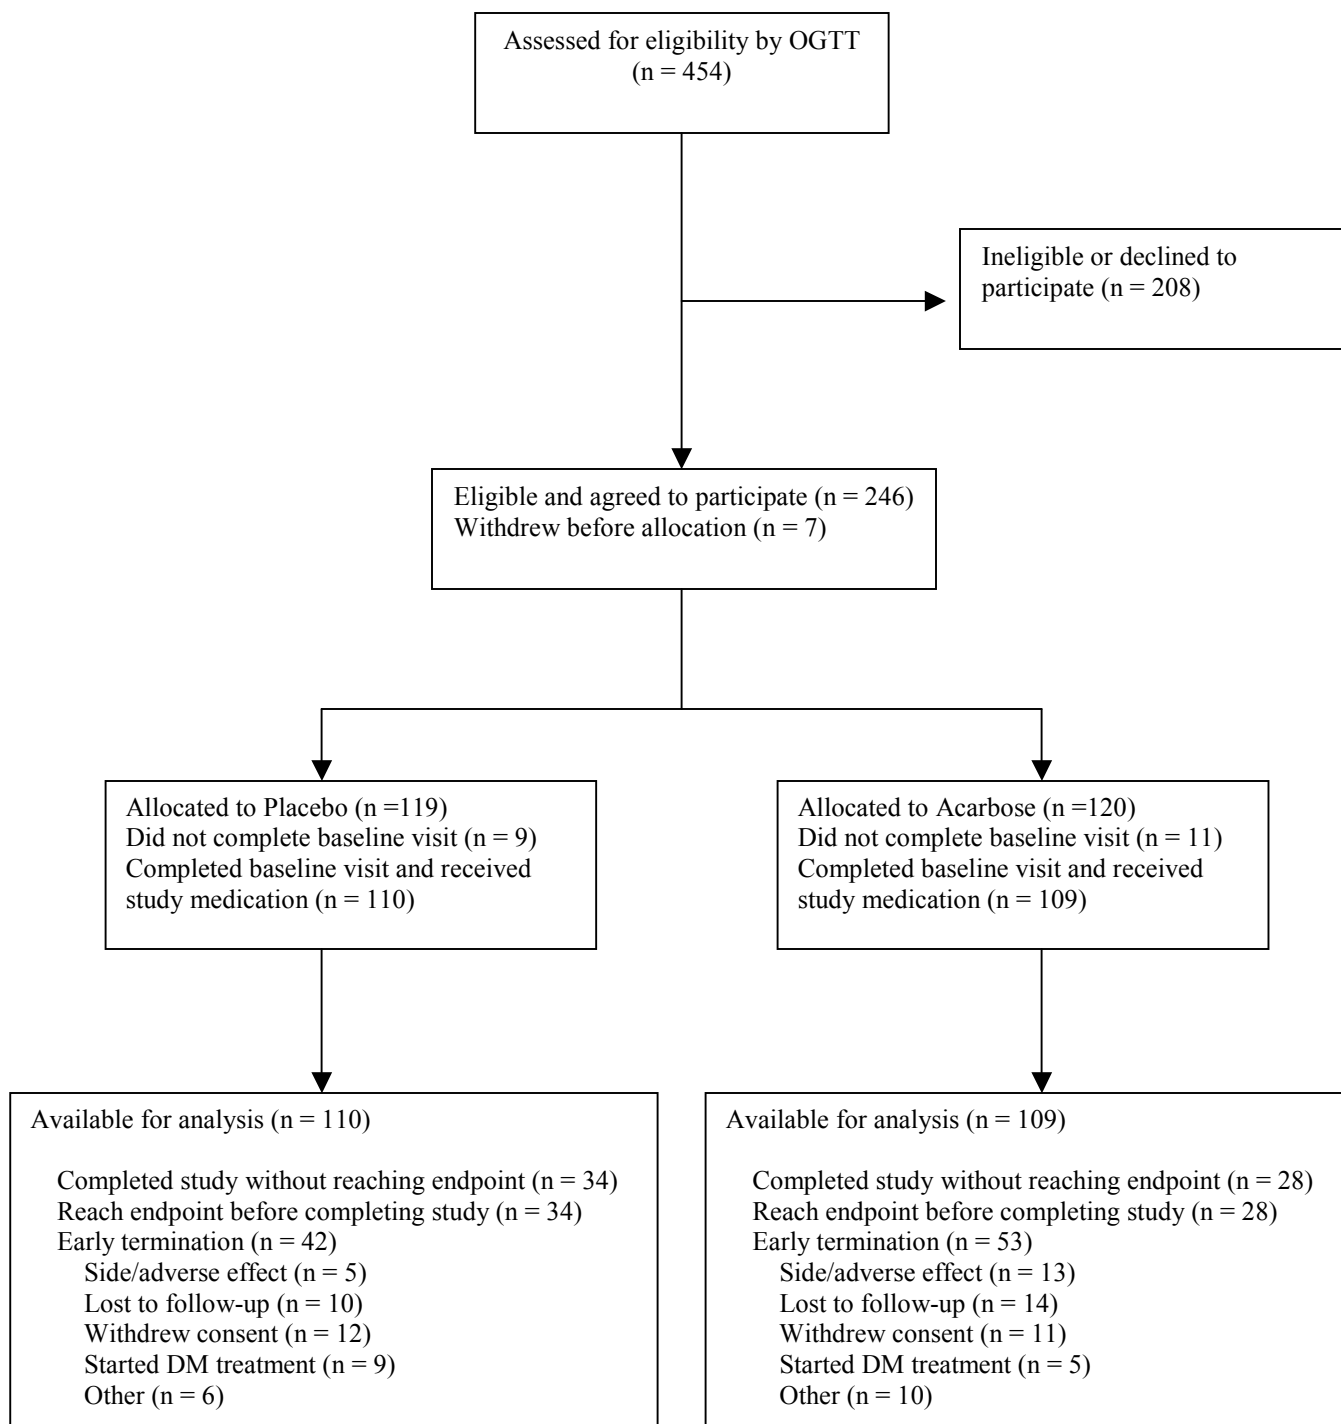 Assessed for eligibility by OGTT
(n = 454)
Ineligible or declined to
participate (n = 208)
Eligible and agreed to participate (n = 246)
Withdrew before allocation (n = 7)
Allocated to Placebo (n =119)
Did not complete baseline visit (n = 9)
Completed baseline visit and received
study medication (n = 110)
Allocated to Acarbose (n =120)
Did not complete baseline visit (n = 11)
Completed baseline visit and received
study medication (n = 109)
Available for analysis (n = 110)
Completed study without reaching endpoint (n = 34)
Reach endpoint before completing study (n = 34)
Early termination (n = 42)
Side/adverse effect (n = 5)
Lost to follow-up (n = 10)
Withdrew consent (n = 12)
Started DM treatment (n = 9)
Other (n = 6)
Available for analysis (n = 109)
Completed study without reaching endpoint (n = 28)
Reach endpoint before completing study (n = 28)
Early termination (n = 53)
Side/adverse effect (n = 13)
Lost to follow-up (n = 14)
Withdrew consent (n = 11)
Started DM treatment (n = 5)
Other (n = 10)